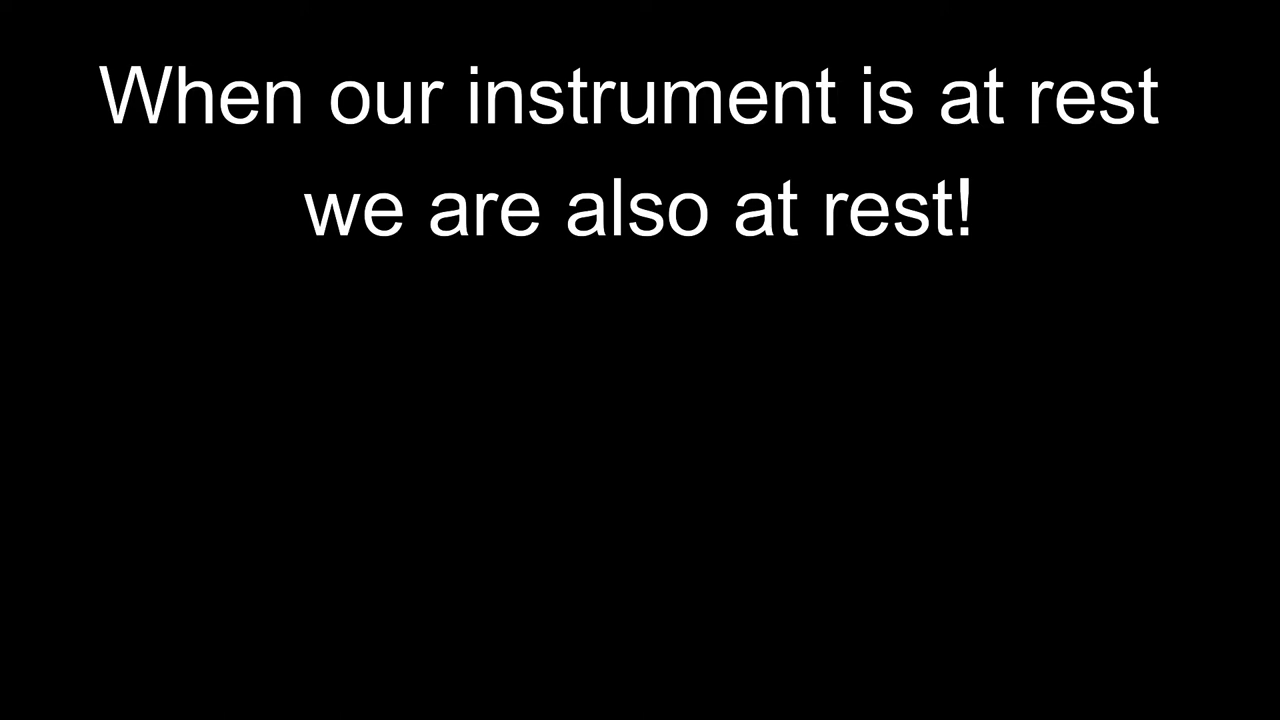 When our instrument is at rest
we are also at rest!